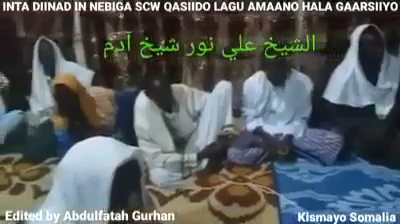 INTA DIINAD IN NEBIGA SCW QASIIDO LAGU AMAANO HALA GAARSIIYO
الشيخ علي نور شيخ آدم
Edited by Abdulfatah Gurhan
Kismayo Somalia